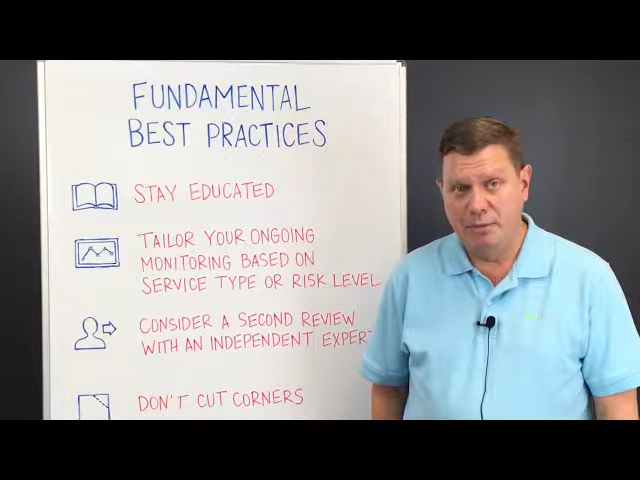 FUNDAMENTAL
BEST PRACTICES
STAY EDUCATED
TAILOR YOUR ONGOING
MONITORING BASED ON
SERVICE TYPE OR RISK LEVEL
CONSIDER A SECOND REVIEW
WITH AN INDEPENDENT EXPERT
DON'T CUT CORNERS